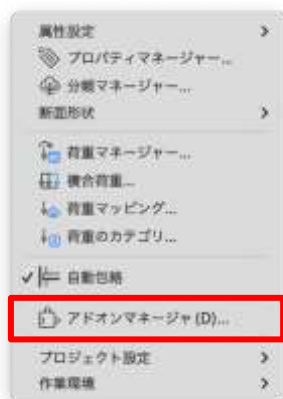 属性設定
プロパティマネージャー...
分類マネージャー...
断面形状
荷重マネージャー...
複合荷重...
荷重マッピング...
荷重のカテゴリ...
自動包絡
アドオンマネージャ (D)...
プロジェクト設定
作業環境